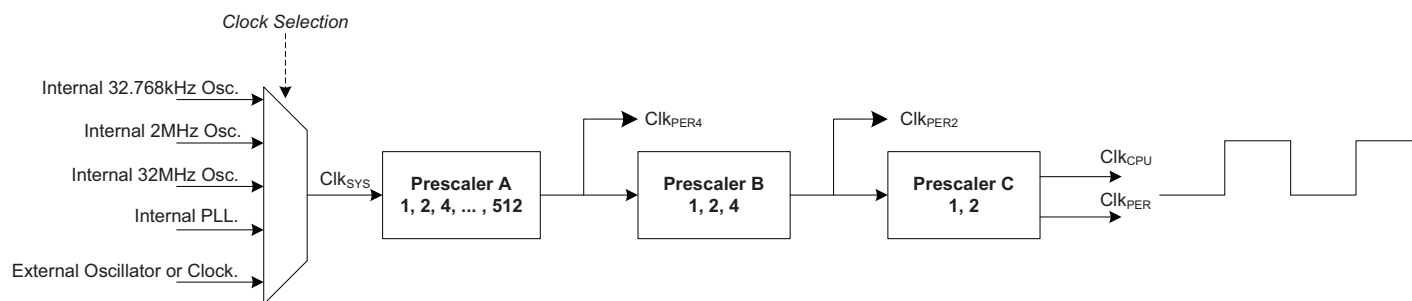 Clock Selection
Internal 32.768kHz Osc.
Internal 2MHz Osc.
Internal 32MHz Osc.
Internal PLL.
External Oscillator or Clock.
ClkSYS
Prescaler A
1, 2, 4, ... , 512
ClkPER4
Prescaler B
1, 2, 4
ClkPER2
Prescaler C
1, 2
ClkCPU
ClkPER